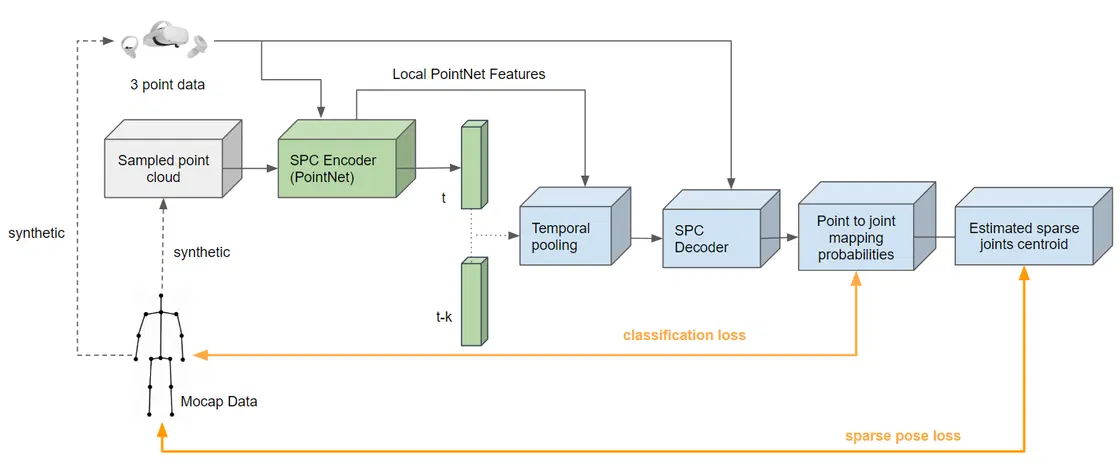 3 point data
Local PointNet Features
Sampled point
cloud
SPC Encoder
(PointNet)
t
synthetic
synthetic
Temporal
pooling
SPC
Decoder
Point to joint
mapping
probabilities
Estimated sparse
joints centroid
t-k
classification loss
Mocap Data
sparse pose loss